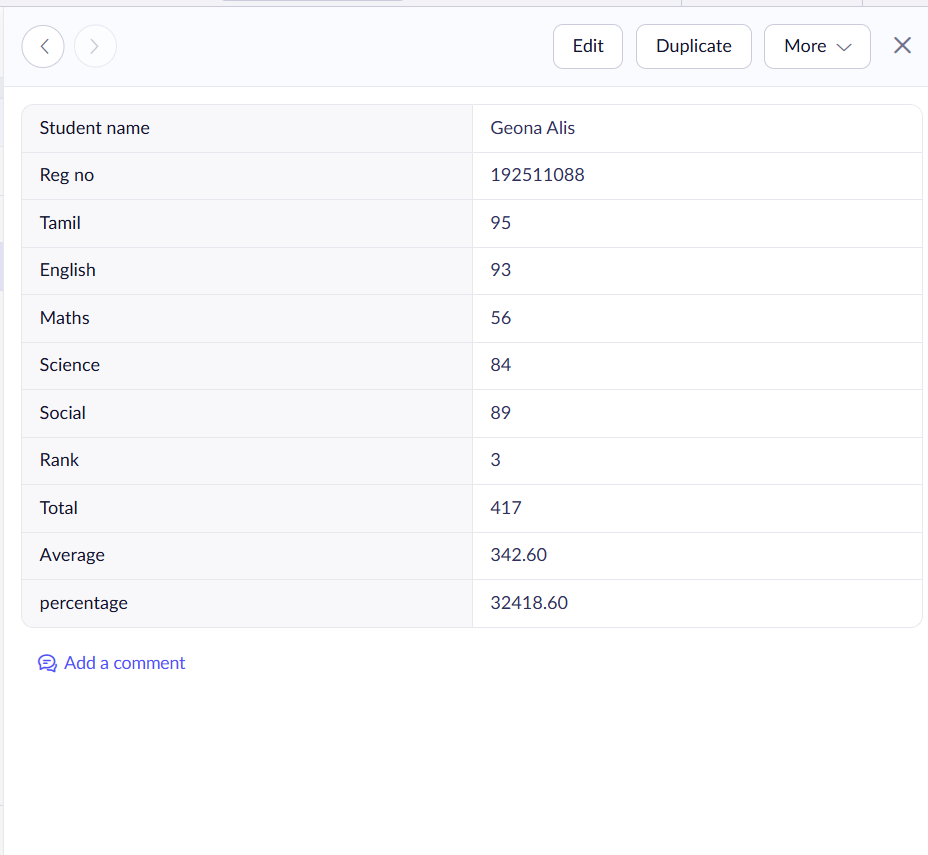 Edit Duplicate More
Student name Geona Alis
Reg no 192511088
Tamil 95
English 93
Maths 56
Science 84
Social 89
Rank 3
Total 417
Average 342.60
percentage 32418.60
Add a comment